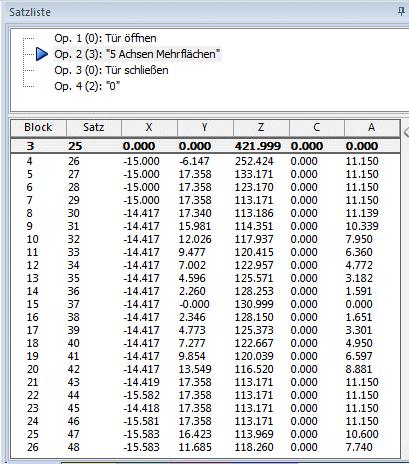 Satzliste
Op. 1 (0): Tür öffnen
Op. 2 (3): "5 Achsen Mehrflächen"
Op. 3 (0): Tür schließen
Op. 4 (2): "0"
Block Satz X Y Z C A
3 25 0.000 0.000 421.999 0.000 0.000
4 26 -15.000 -6.147 252.424 0.000 11.150
5 27 -15.000 17.358 133.171 0.000 11.150
6 28 -15.000 17.358 123.170 0.000 11.150
7 29 -15.000 17.358 113.171 0.000 11.150
8 30 -14.417 17.340 113.186 0.000 11.139
9 31 -14.417 15.981 114.351 0.000 10.339
10 32 -14.417 12.026 117.937 0.000 7.950
11 33 -14.417 9.477 120.415 0.000 6.360
12 34 -14.417 7.002 122.957 0.000 4.772
13 35 -14.417 4.596 125.571 0.000 3.182
14 36 -14.417 2.260 128.253 0.000 1.591
15 37 -14.417 -0.000 130.999 0.000 0.000
16 38 -14.417 2.346 128.150 0.000 1.651
17 39 -14.417 4.773 125.373 0.000 3.301
18 40 -14.417 7.277 122.667 0.000 4.950
19 41 -14.417 9.854 120.039 0.000 6.597
20 42 -14.417 13.549 116.520 0.000 8.881
21 43 -14.419 17.358 113.171 0.000 11.150
22 44 -15.582 17.358 113.171 0.000 11.150
23 45 -14.418 17.358 113.171 0.000 11.150
24 46 -15.581 17.358 113.171 0.000 11.150
25 47 -15.583 16.423 113.969 0.000 10.600
26 48 -15.583 11.685 118.260 0.000 7.740